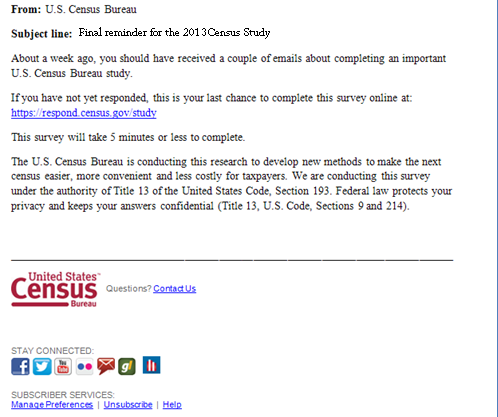 From: U.S. Census Bureau
Subject line: Final reminder for the 2013Census Study
About a week ago, you should have received a couple of emails about completing an important
U.S. Census Bureau study.
If you have not yet responded, this is your last chance to complete this survey online at:
https://respond.census.gov/study
This survey will take 5 minutes or less to complete.
The U.S. Census Bureau is conducting this research to develop new methods to make the next
census easier, more convenient and less costly for taxpayers. We are conducting this survey
under the authority of Title 13 of the United States Code, Section 193. Federal law protects your
privacy and keeps your answers confidential (Title 13, U.S. Code, Sections 9 and 214).
United States™
Census
Bureau
Questions? Contact Us
STAY CONNECTED:
f You Tube g/
SUBSCRIBER SERVICES:
Manage Preferences | Unsubscribe | Help